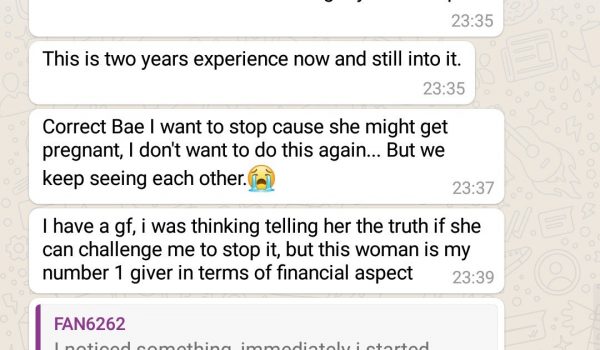 23:35
This is two years experience now and still into it.
23:35
Correct Bae I want to stop cause she might get
pregnant, I don't want to do this again... But we
keep seeing each other.😭
23:37
I have a gf, i was thinking telling her the truth if she
can challenge me to stop it, but this woman is my
number 1 giver in terms of financial aspect
23:39
FAN6262
I noticed something, immediately i started